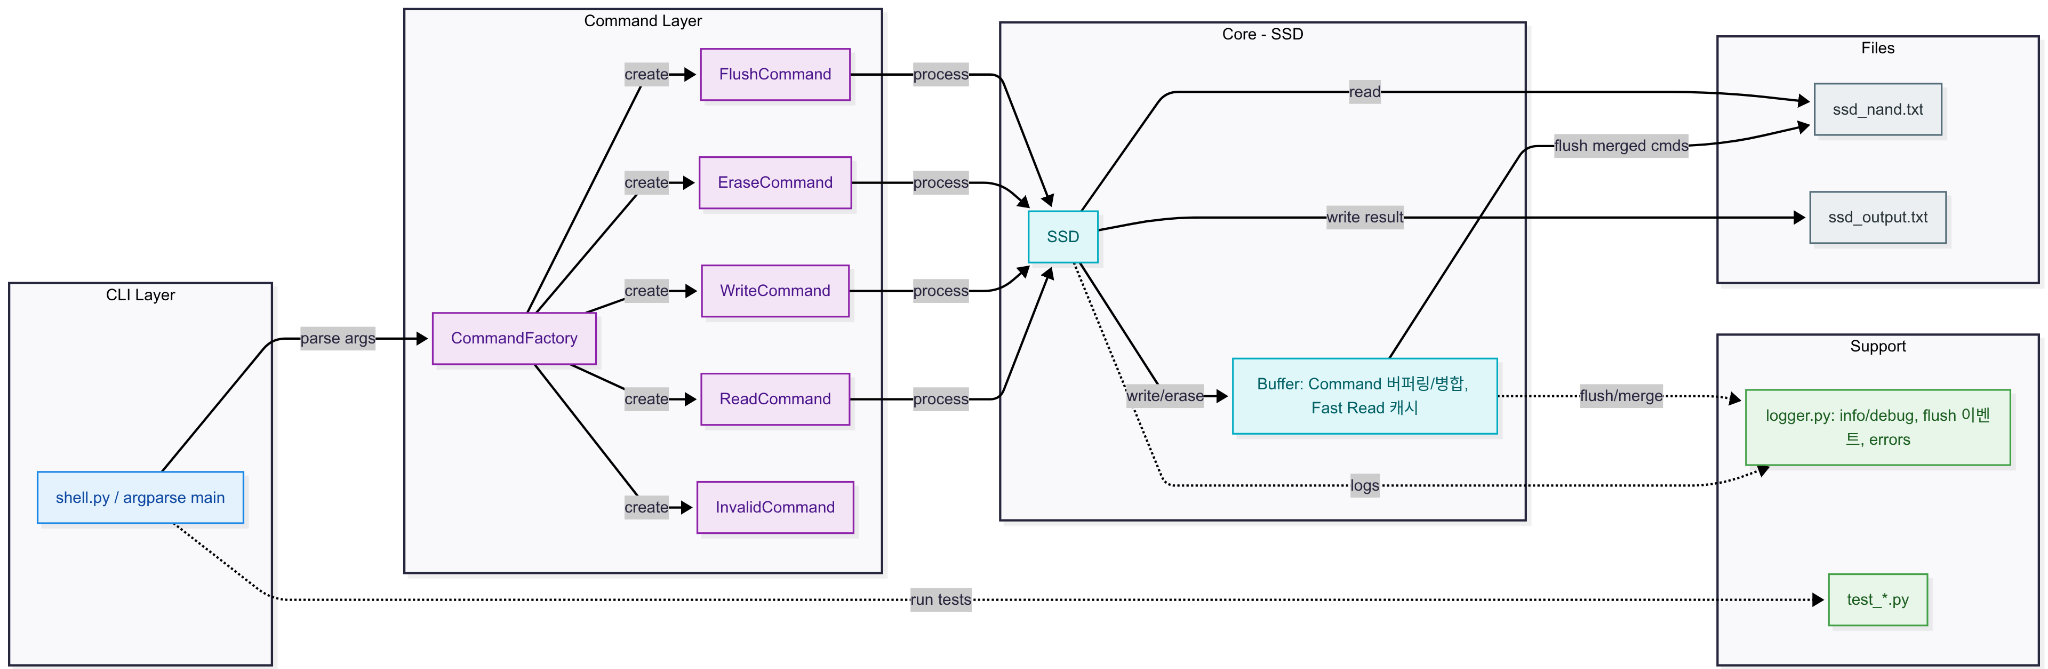 CLI Layer
shell.py / argparse main
parse args
run tests
Command Layer
CommandFactory
create
create
create
create
create
FlushCommand
EraseCommand
WriteCommand
ReadCommand
InvalidCommand
process
process
process
process
Core - SSD
SSD
read
write result
write/erase
logs
Buffer: Command 버퍼링/병합,
Fast Read 캐시
flush merged cmds
flush/merge
Files
ssd_nand.txt
ssd_output.txt
Support
logger.py: info/debug, flush 이벤
트, errors
test_*.py